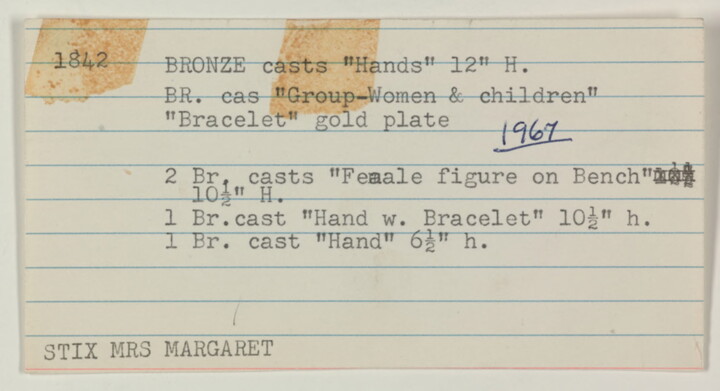 1842 BRONZE casts "Hands" 12" H.
BR. cas "Group-Women & children"
"Bracelet" gold plate
1967
2 Br. casts "Femaale figure on Bench"
10½" H.
1 Br.cast "Hand w. Bracelet" 10½" h.
1 Br. cast "Hand" 6½" h.
STIX MRS MARGARET